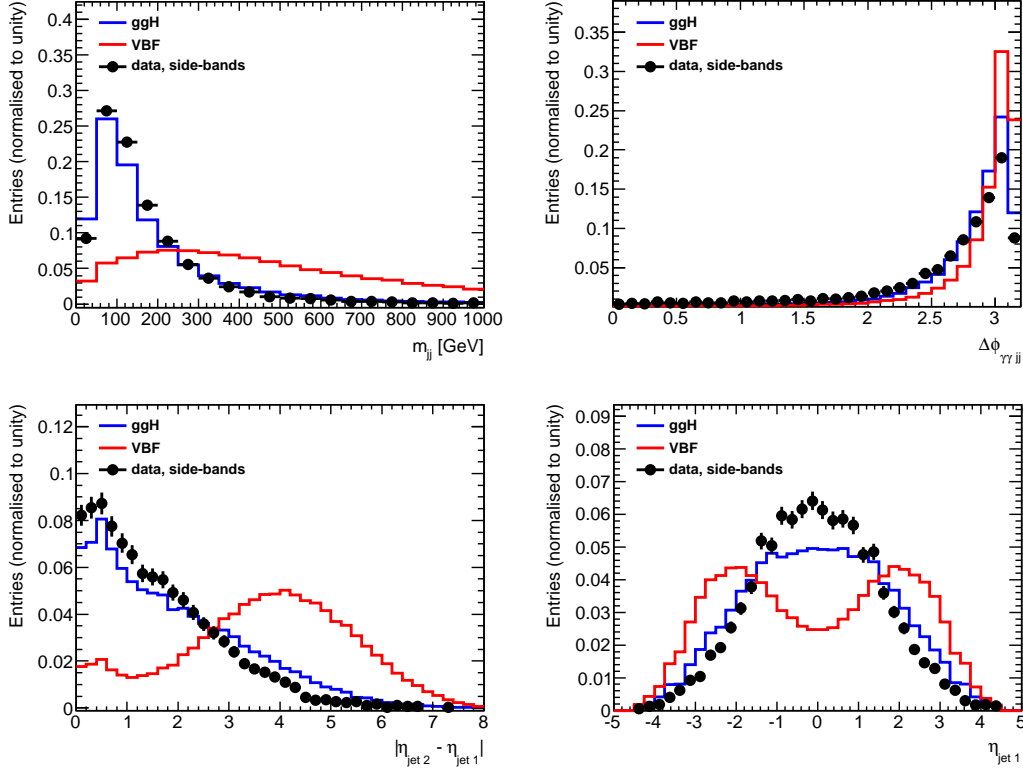 Entries (normalised to unity)
0.4
0.35
0.3
0.25
0.2
0.15
0.1
0.05
0
ggH
VBF
data, side-bands
0 100 200 300 400 500 600 700 800 900 1000
m_jj [GeV]
Entries (normalised to unity)
0.35
0.3
0.25
0.2
0.15
0.1
0.05
ggH
VBF
data, side-bands
0 0.5 1 1.5 2 2.5 3
Δϕ_γγ jj
Entries (normalised to unity)
0.12
0.1
0.08
0.06
0.04
0.02
0
ggH
VBF
data, side-bands
0 1 2 3 4 5 6 7 8
|η_jet 2 - η_jet 1|
Entries (normalised to unity)
0.09
0.08
0.07
0.06
0.05
0.04
0.03
0.02
0.01
0
ggH
VBF
data, side-bands
-5 -4 -3 -2 -1 0 1 2 3 4 5
η_jet 1